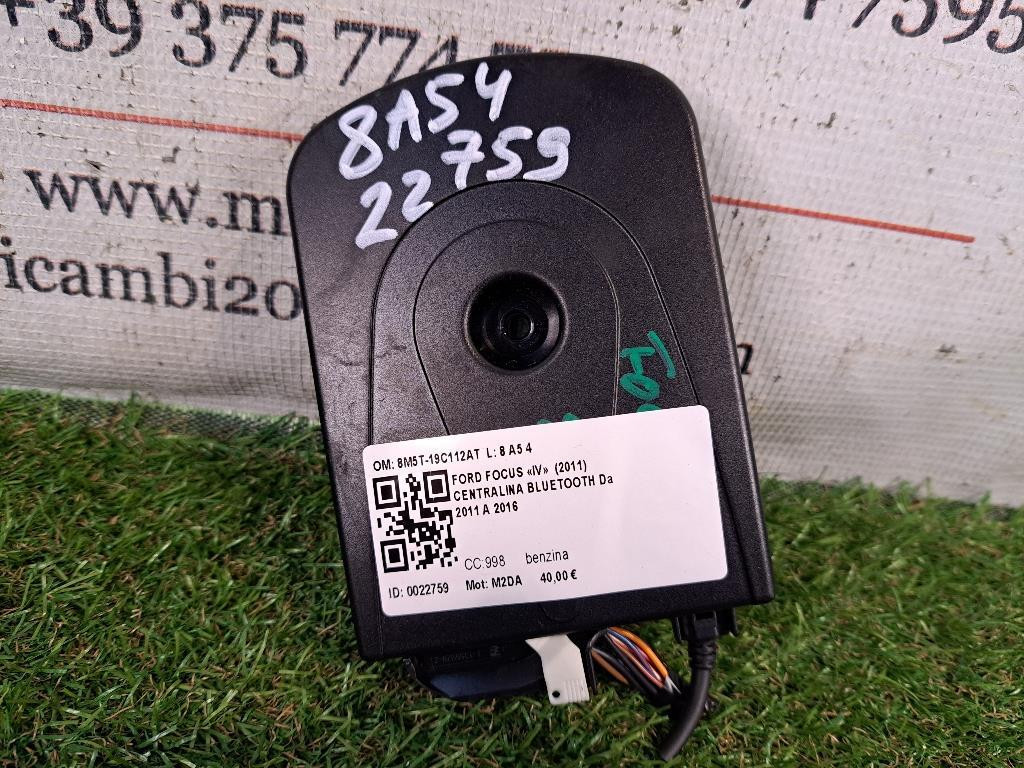 +39 375 774
www.m
icambi20
8A54
22759
OM: 8M5T-19C112AT L: 8 A5 4
FORD FOCUS «IV» (2011)
CENTRALINA BLUETOOTH Da
2011 A 2016
CC:998 benzina
ID: 0022759 Mot: M2DA 40,00 €